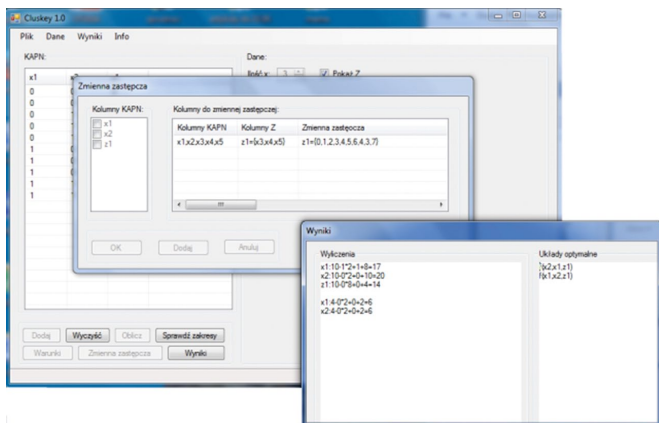 Cluskey 1.0
Plik Dane Wyniki Info
KAPN:
Dane:
x1
Ilość x: 3 Pokaż Z
0
0
0
0
0
1
1
1
1
Zmienna zastępcza
Kolumny KAPN:
x1
x2
z1
Kolumny do zmiennej zastępczej:
Kolumny KAPN Kolumny Z Zmienna zastęocza
x1,x2,x3,x4,x5 z1={x3,x4,x5} z1={0,1,2,3,4,5,6,4,3,7}
OK Dodaj Anuluj
Dodaj Wyczyść Oblicz Sprawdź zakresy
Warunki Zmienna zastępcza Wyniki
Wyniki
Wyliczenia
x1:10-1*2+1+8=17
x2:10-0*2+0+10=20
z1:10-0*8+0+4=14
x1:4-0*2+0+2=6
x2:4-0*2+0+2=6
Układy optymalne
f(x2,x1,z1)
f(x1,x2,z1)